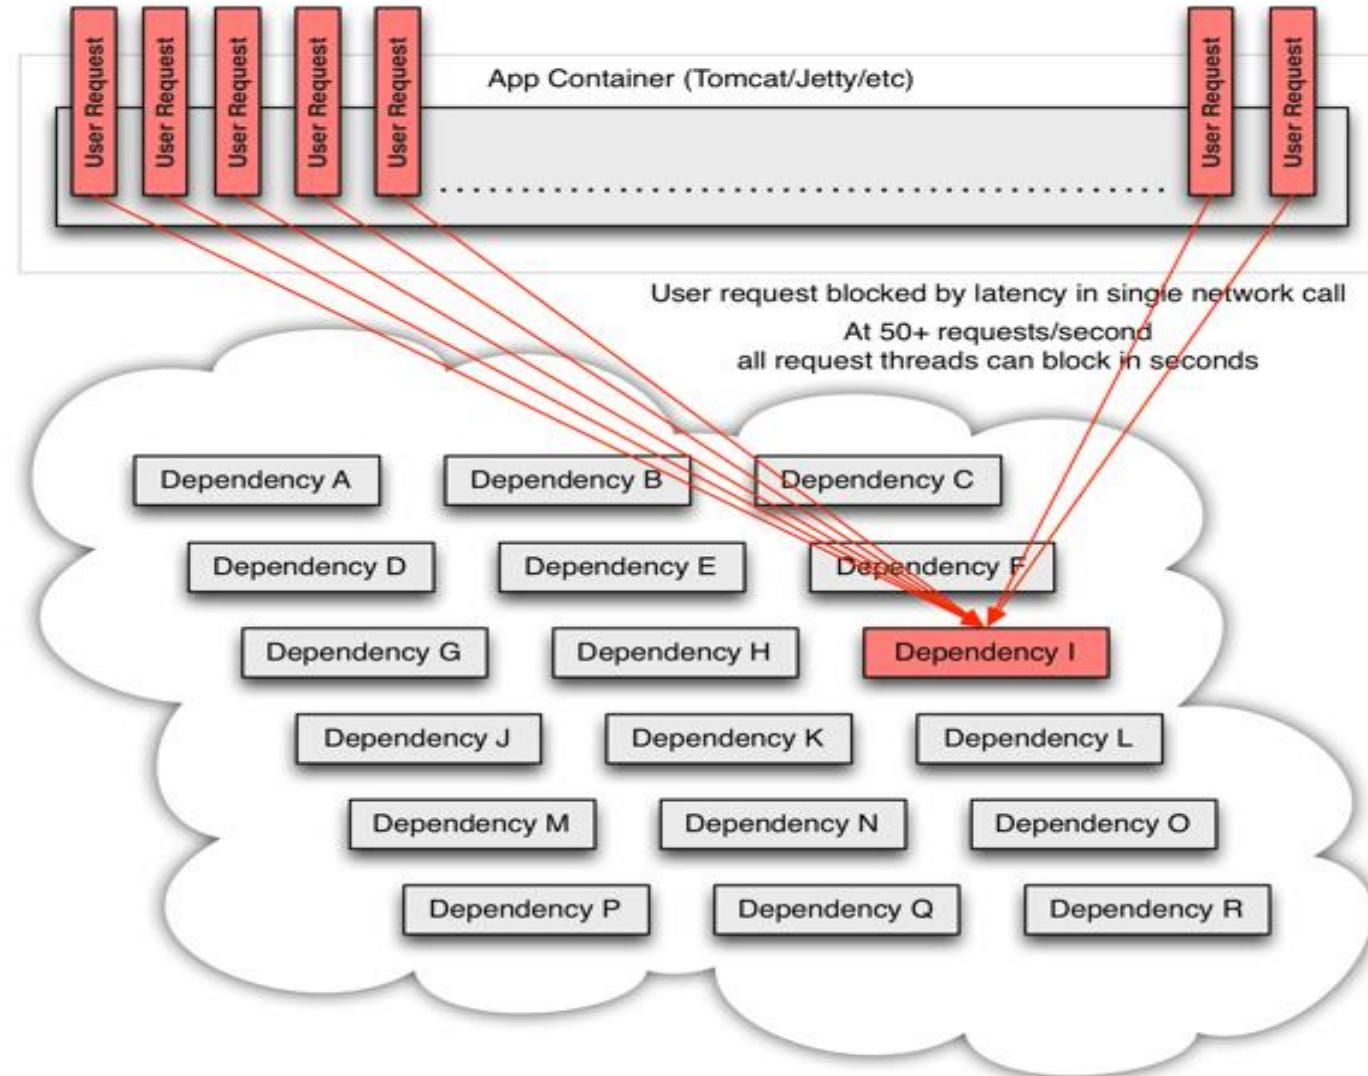 User Request
User Request
User Request
User Request
User Request
User Request
User Request
App Container (Tomcat/Jetty/etc)
User request blocked by latency in single network call
At 50+ requests/second
all request threads can block in seconds
Dependency A
Dependency B
Dependency C
Dependency D
Dependency E
Dependency F
Dependency G
Dependency H
Dependency I
Dependency J
Dependency K
Dependency L
Dependency M
Dependency N
Dependency O
Dependency P
Dependency Q
Dependency R